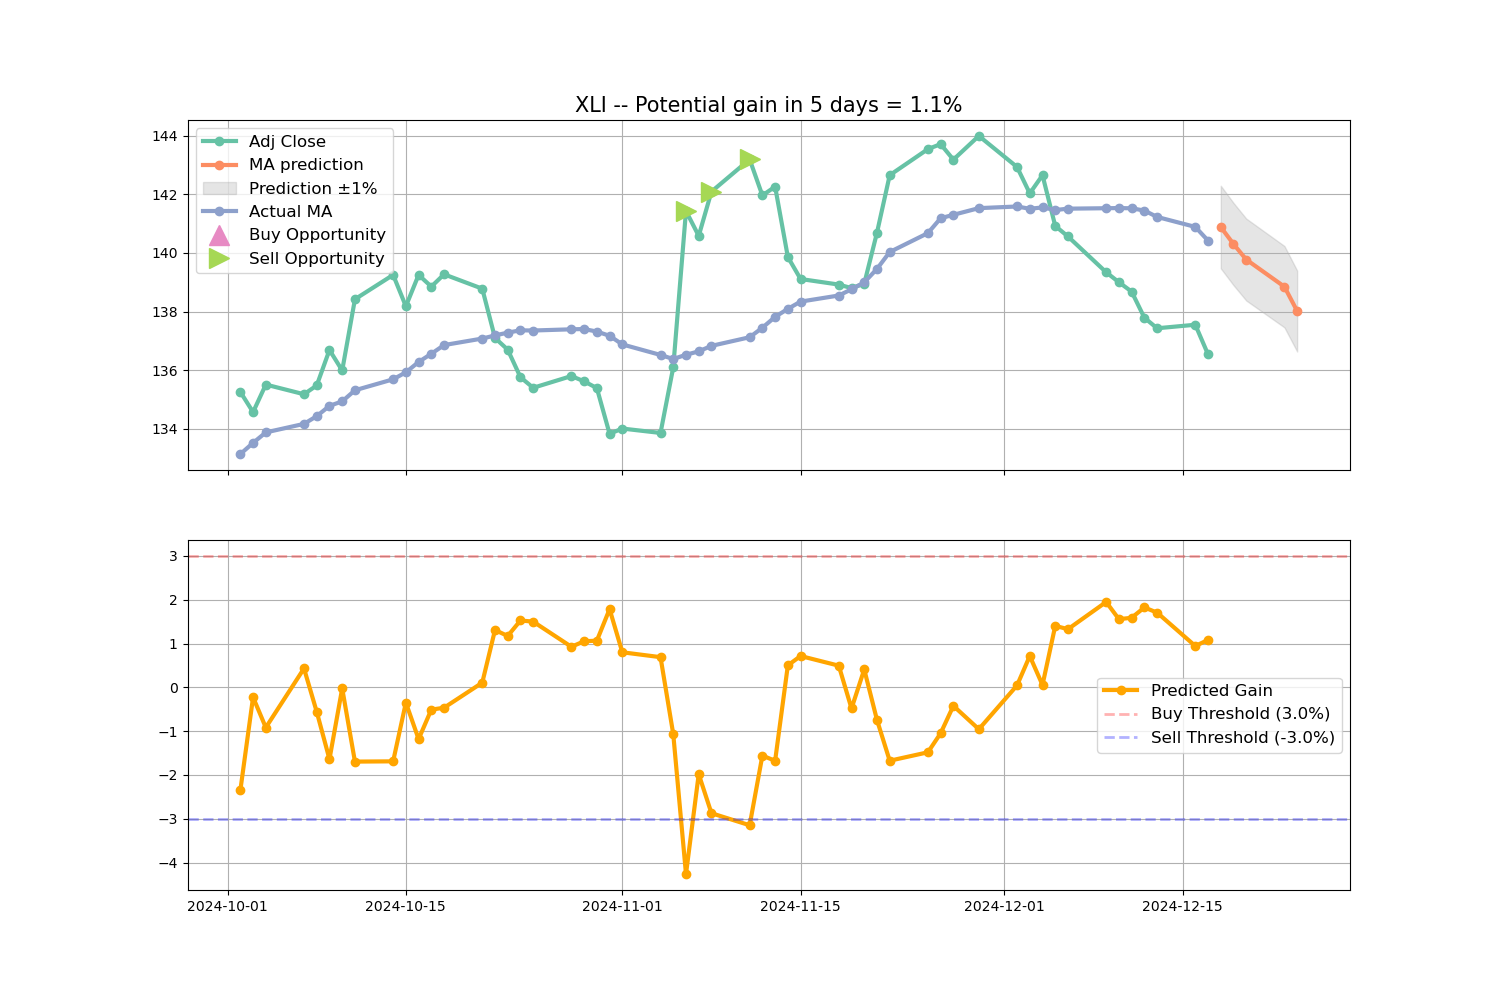 XLI -- Potential gain in 5 days = 1.1%
144
142
140
138
136
134
Adj Close
MA prediction
Prediction ±1%
Actual MA
Buy Opportunity
Sell Opportunity
3
2
1
0
−1
−2
−3
−4
Predicted Gain
Buy Threshold (3.0%)
Sell Threshold (-3.0%)
2024-10-01
2024-10-15
2024-11-01
2024-11-15
2024-12-01
2024-12-15